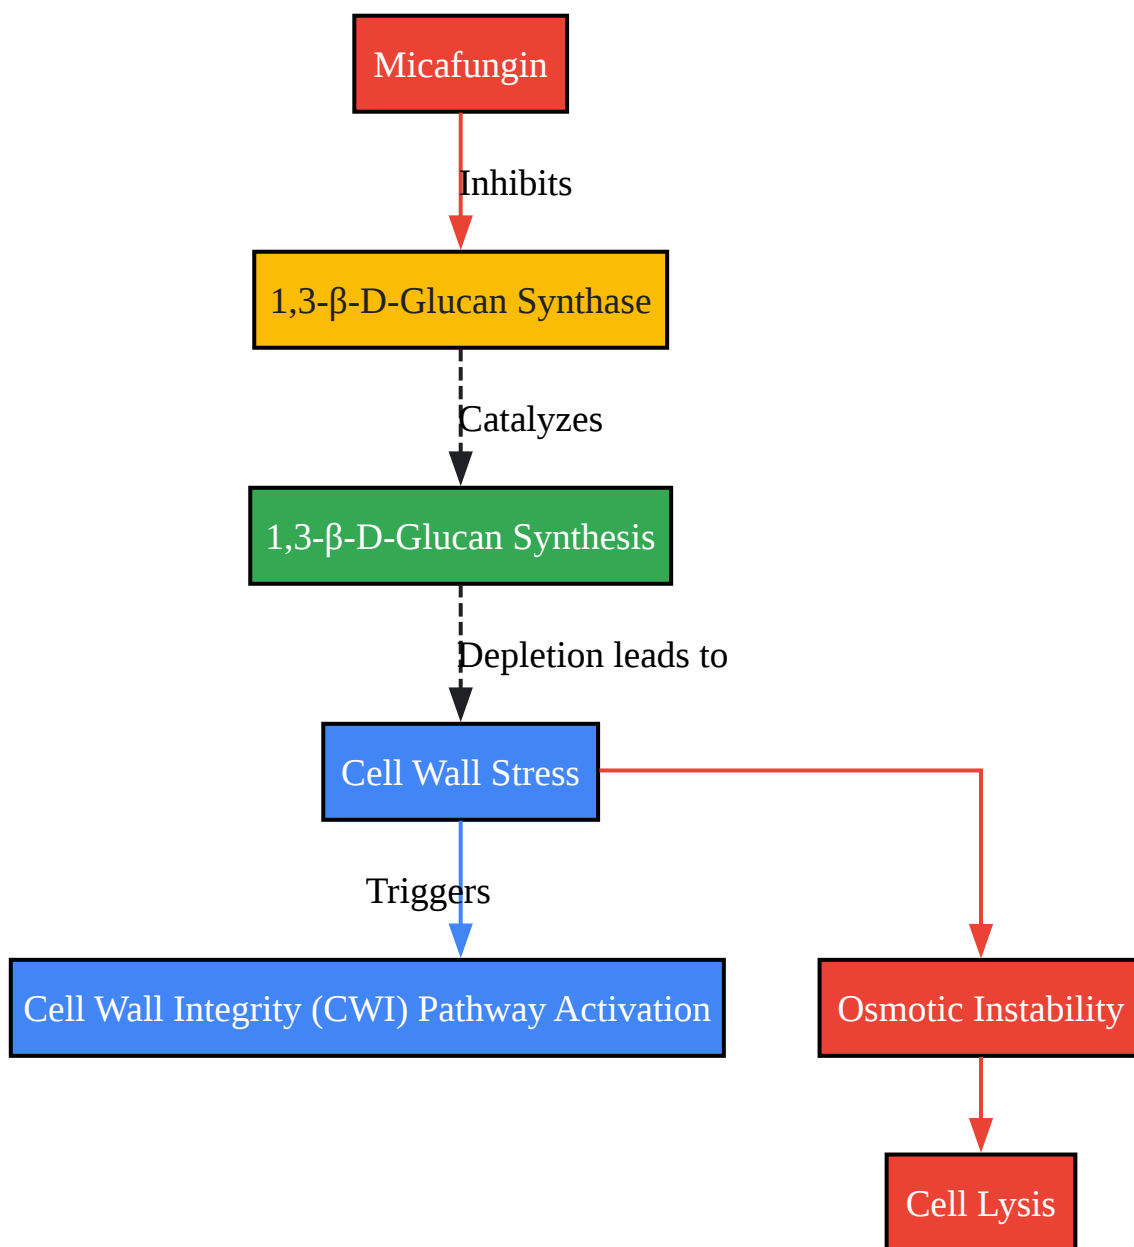 Micafungin
Inhibits
1,3-β-D-Glucan Synthase
Catalyzes
1,3-β-D-Glucan Synthesis
Depletion leads to
Cell Wall Stress
Triggers
Cell Wall Integrity (CWI) Pathway Activation
Osmotic Instability
Cell Lysis